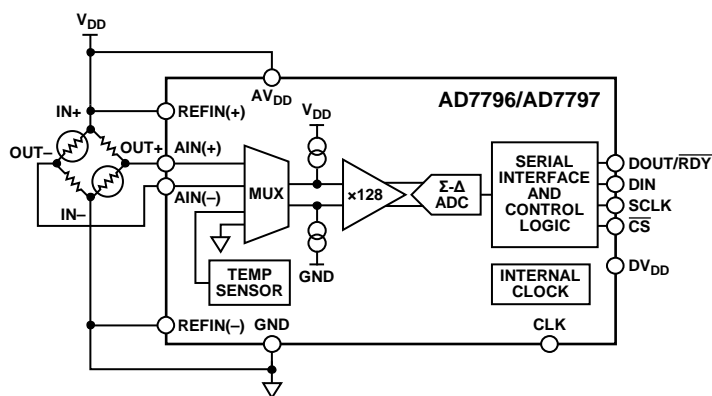 VDD
IN+
REFIN(+)
AVDD
AD7796/AD7797
VDD
OUT–
OUT+
AIN(+)
AIN(–)
IN–
MUX
×128
Σ-Δ
ADC
SERIAL
INTERFACE
AND
CONTROL
LOGIC
DOUT/RDY
DIN
SCLK
CS
GND
TEMP
SENSOR
INTERNAL
CLOCK
DVDD
REFIN(–)
GND
CLK